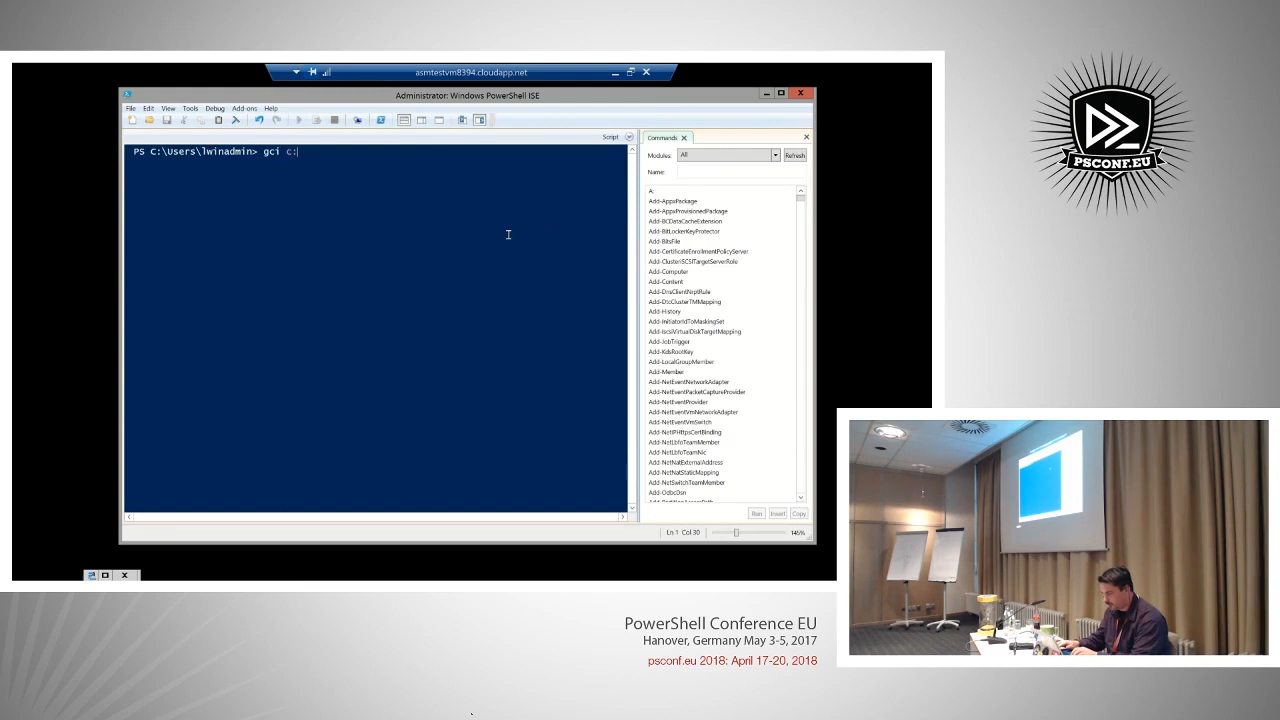 asmtestvm8394.cloudapp.net
Administrator: Windows PowerShell ISE
File Edit View Tools Debug Add-ons Help
Script
PS C:\Users\lwinadmin> gci c:
Commands
Modules: All Refresh
Name:
A:
Add-AppxPackage
Add-AppxProvisionedPackage
Add-BCDataCacheExtension
Add-BitLockerKeyProtector
Add-BitsFile
Add-CertificateEnrollmentPolicyServer
Add-ClusteriSCSITargetServerRole
Add-Computer
Add-Content
Add-DnsClientNrptRule
Add-DtcClusterTMMapping
Add-History
Add-InitiatorIdToMaskingSet
Add-IscsiVirtualDiskTargetMapping
Add-JobTrigger
Add-KdsRootKey
Add-LocalGroupMember
Add-Member
Add-NetEventNetworkAdapter
Add-NetEventPacketCaptureProvider
Add-NetEventProvider
Add-NetEventVmNetworkAdapter
Add-NetEventVmSwitch
Add-NetIPHttpsCertBinding
Add-NetLbfoTeamMember
Add-NetLbfoTeamNic
Add-NetNatExternalAddress
Add-NetNatStaticMapping
Add-NetSwitchTeamMember
Add-OdbcDsn
Run Insert Copy
Ln 1 Col 30 145%
PSCONF.EU
PowerShell Conference EU
Hanover, Germany May 3-5, 2017
psconf.eu 2018: April 17-20, 2018